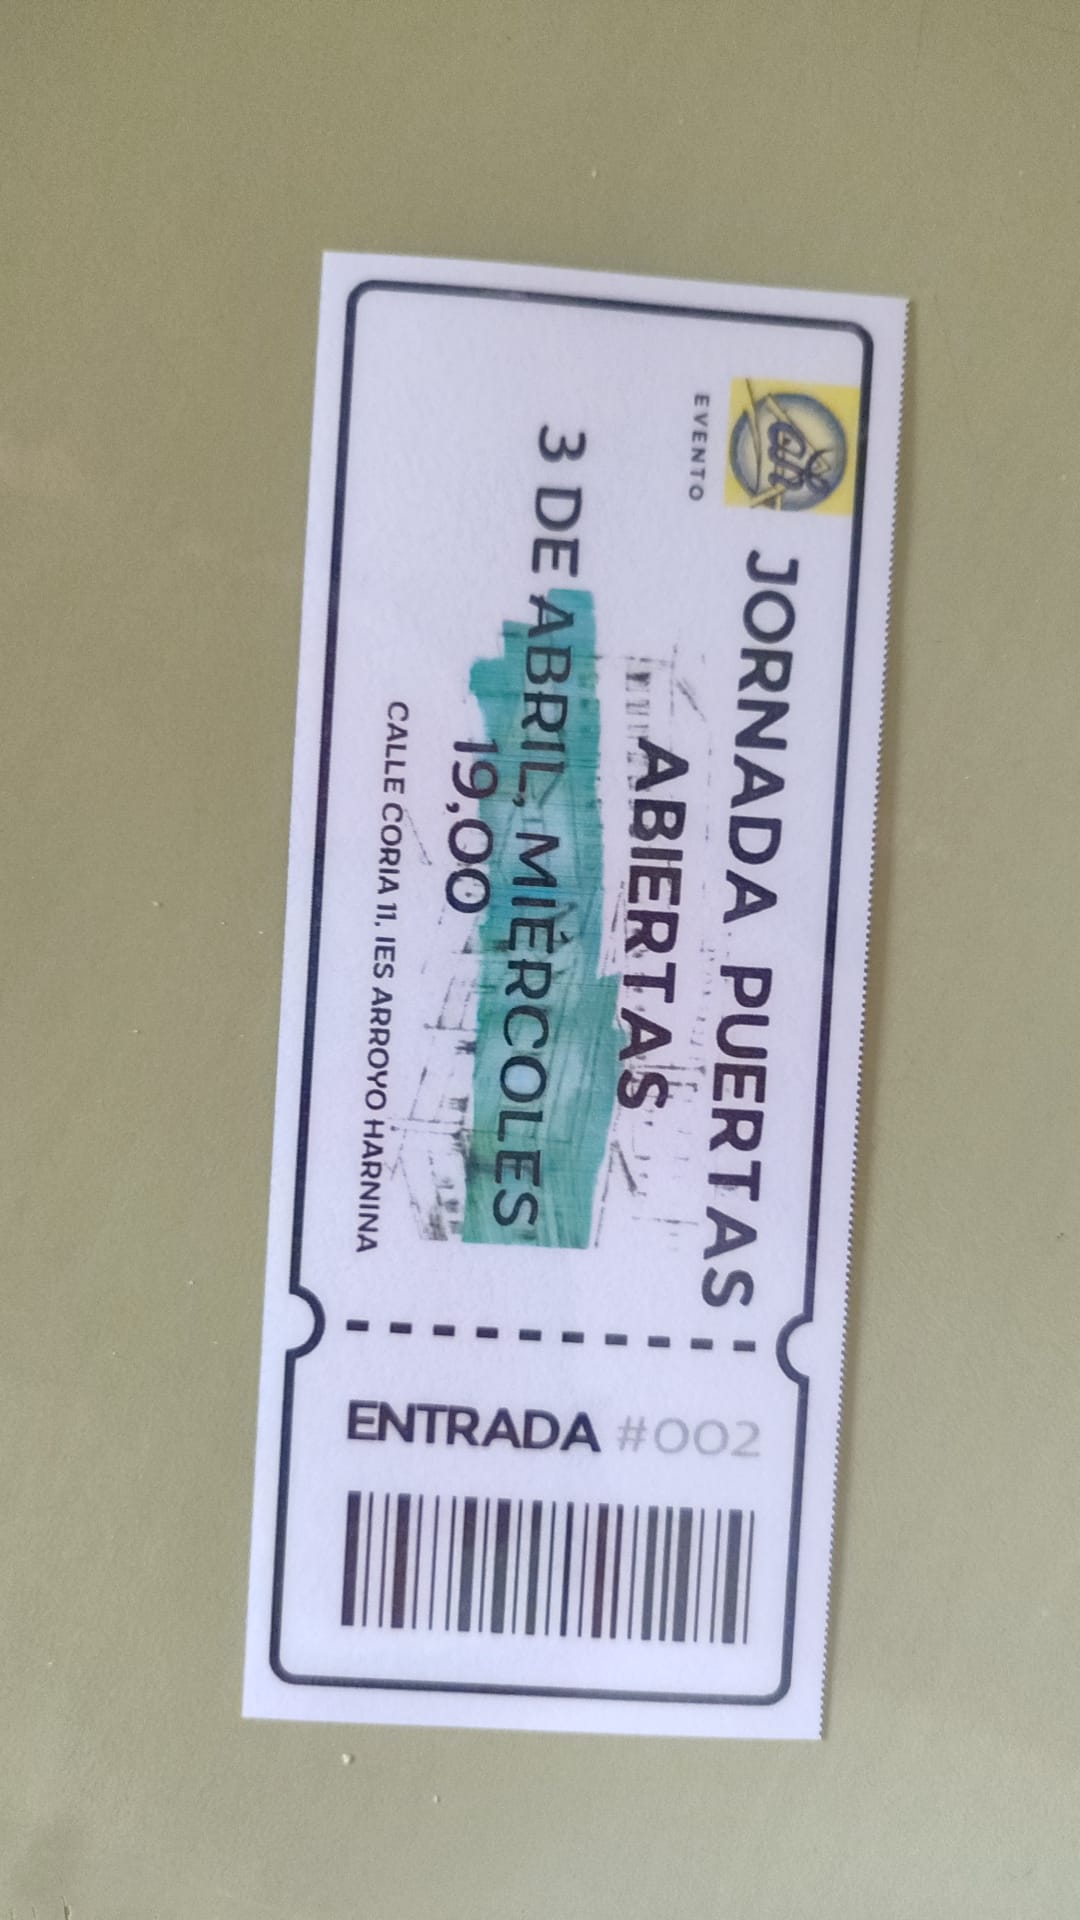 EVENTO
JORNADA PUERTAS
ABIERTAS
3 DE ABRIL, MIÉRCOLES
19,00
CALLE CORIA 11, IES ARROYO HARNINA
ENTRADA #002